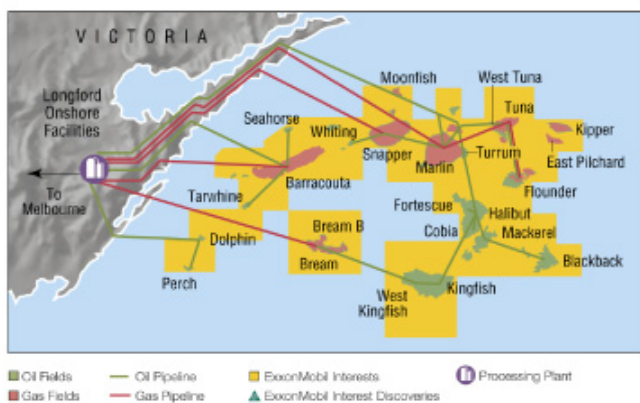 VICTORIA
Longford
Onshore
Facilities
To
Melbourne
Moonfish
West Tuna
Tuna
Seahorse
Whiting
Snapper
Marlin
Turrum
Kipper
East Pilchard
Flounder
Barracouta
Tarwhine
Fortescue
Halibut
Cobia
Mackerel
Blackback
Dolphin
Perch
Bream B
Bream
West
Kingfish
Kingfish
Oil Fields
Oil Pipeline
ExxonMobil Interests
Processing Plant
Gas Fields
Gas Pipeline
ExxonMobil Interest Discoveries